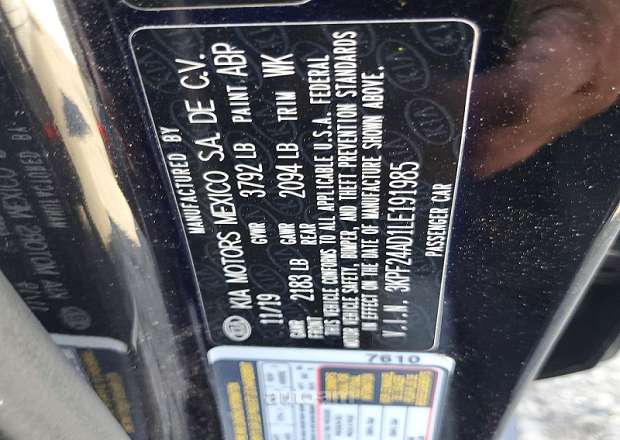 MANUFACTURED BY
KIA MOTORS MEXICO S.A. DE C.V.
11/19 GVWR 3792 LB PAINT ABP
GAWR FRONT 2183 LB GAWR REAR 2094 LB TRIM WK
THIS VEHICLE CONFORMS TO ALL APPLICABLE U.S.A. FEDERAL
MOTOR VEHICLE SAFETY, BUMPER, AND THEFT PREVENTION STANDARDS
IN EFFECT ON THE DATE OF MANUFACTURE SHOWN ABOVE.
V.I.N. 3KPF24AD1LE191985
PASSENGER CAR
7610